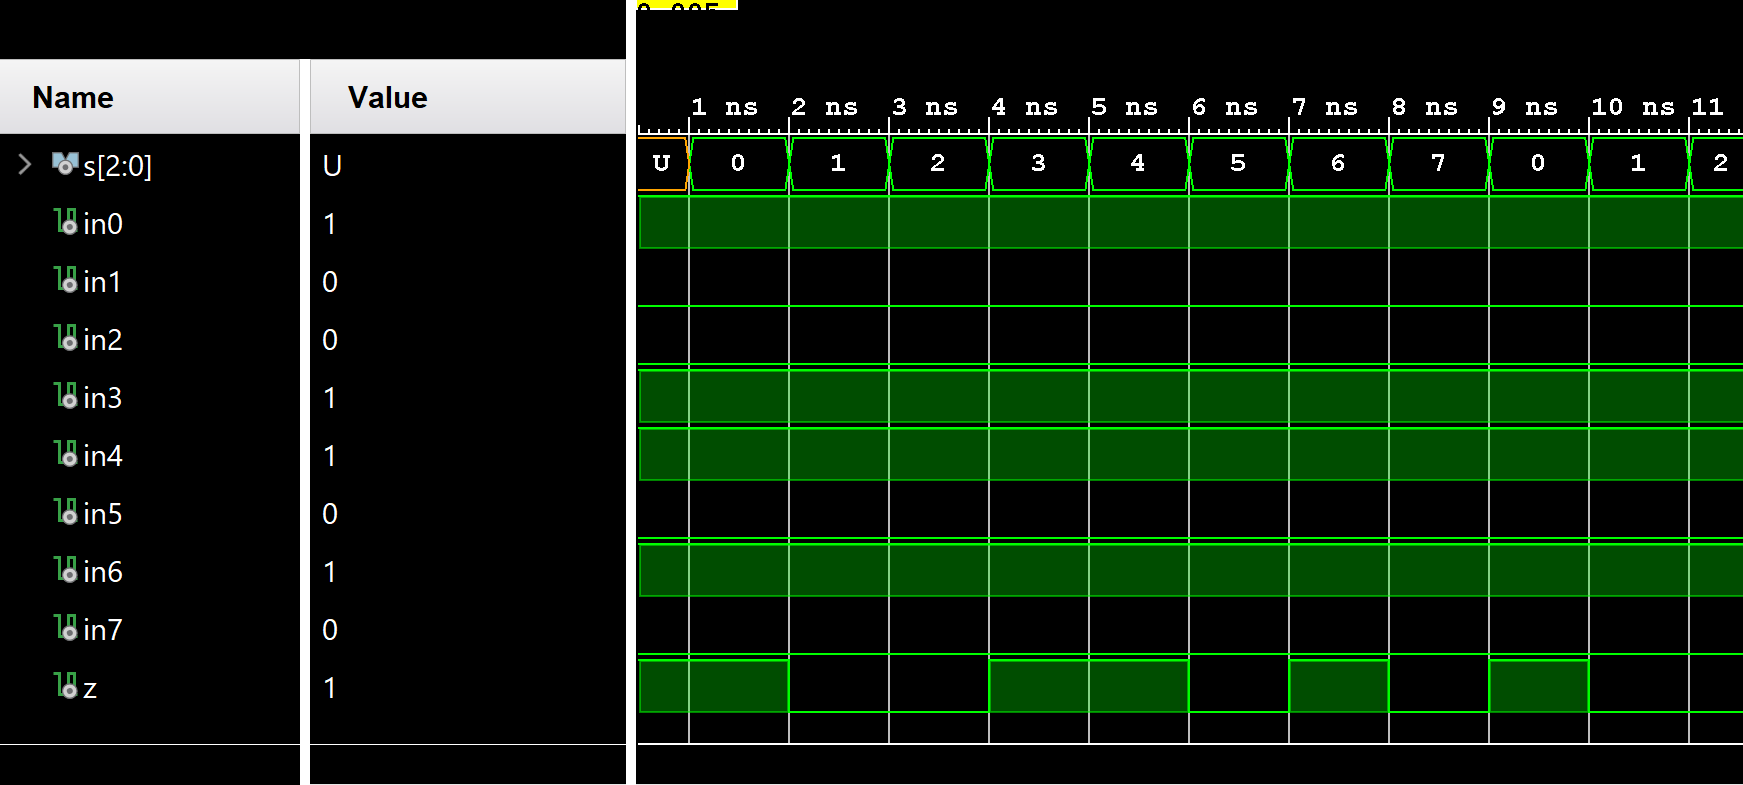 Name Value
1 ns 2 ns 3 ns 4 ns 5 ns 6 ns 7 ns 8 ns 9 ns 10 ns 11
s[2:0] U U 0 1 2 3 4 5 6 7 0 1 2
in0 1
in1 0
in2 0
in3 1
in4 1
in5 0
in6 1
in7 0
z 1